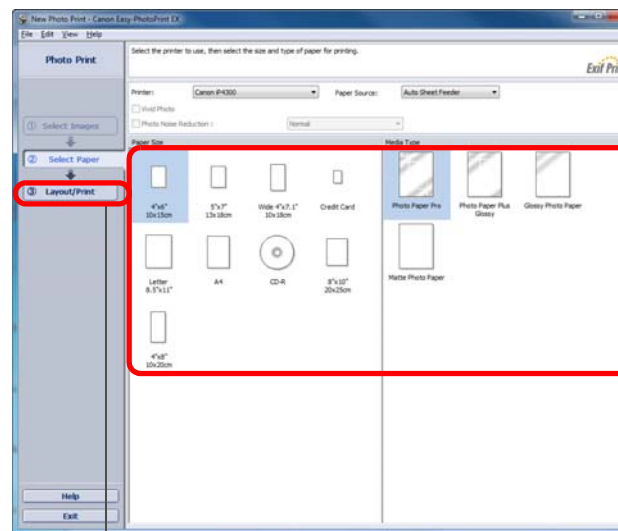 New Photo Print - Canon Easy-PhotoPrint EX
File Edit View Help
Photo Print
Select the printer to use, then select the size and type of paper for printing.
Exif Pri
Printer: Canon iP4300 Paper Source: Auto Sheet Feeder
Vivid Photo
Photo Noise Reduction : Normal
① Select Images
② Select Paper
③ Layout/Print
Paper Size
4"x6"
10x15cm
5"x7"
13x18cm
Wide 4"x7.1"
10x18cm
Credit Card
Letter
8.5"x11"
A4
CD-R
8"x10"
20x25cm
4"x8"
10x20cm
Media Type
Photo Paper Pro
Photo Paper Plus
Glossy
Glossy Photo Paper
Matte Photo Paper
Help
Exit